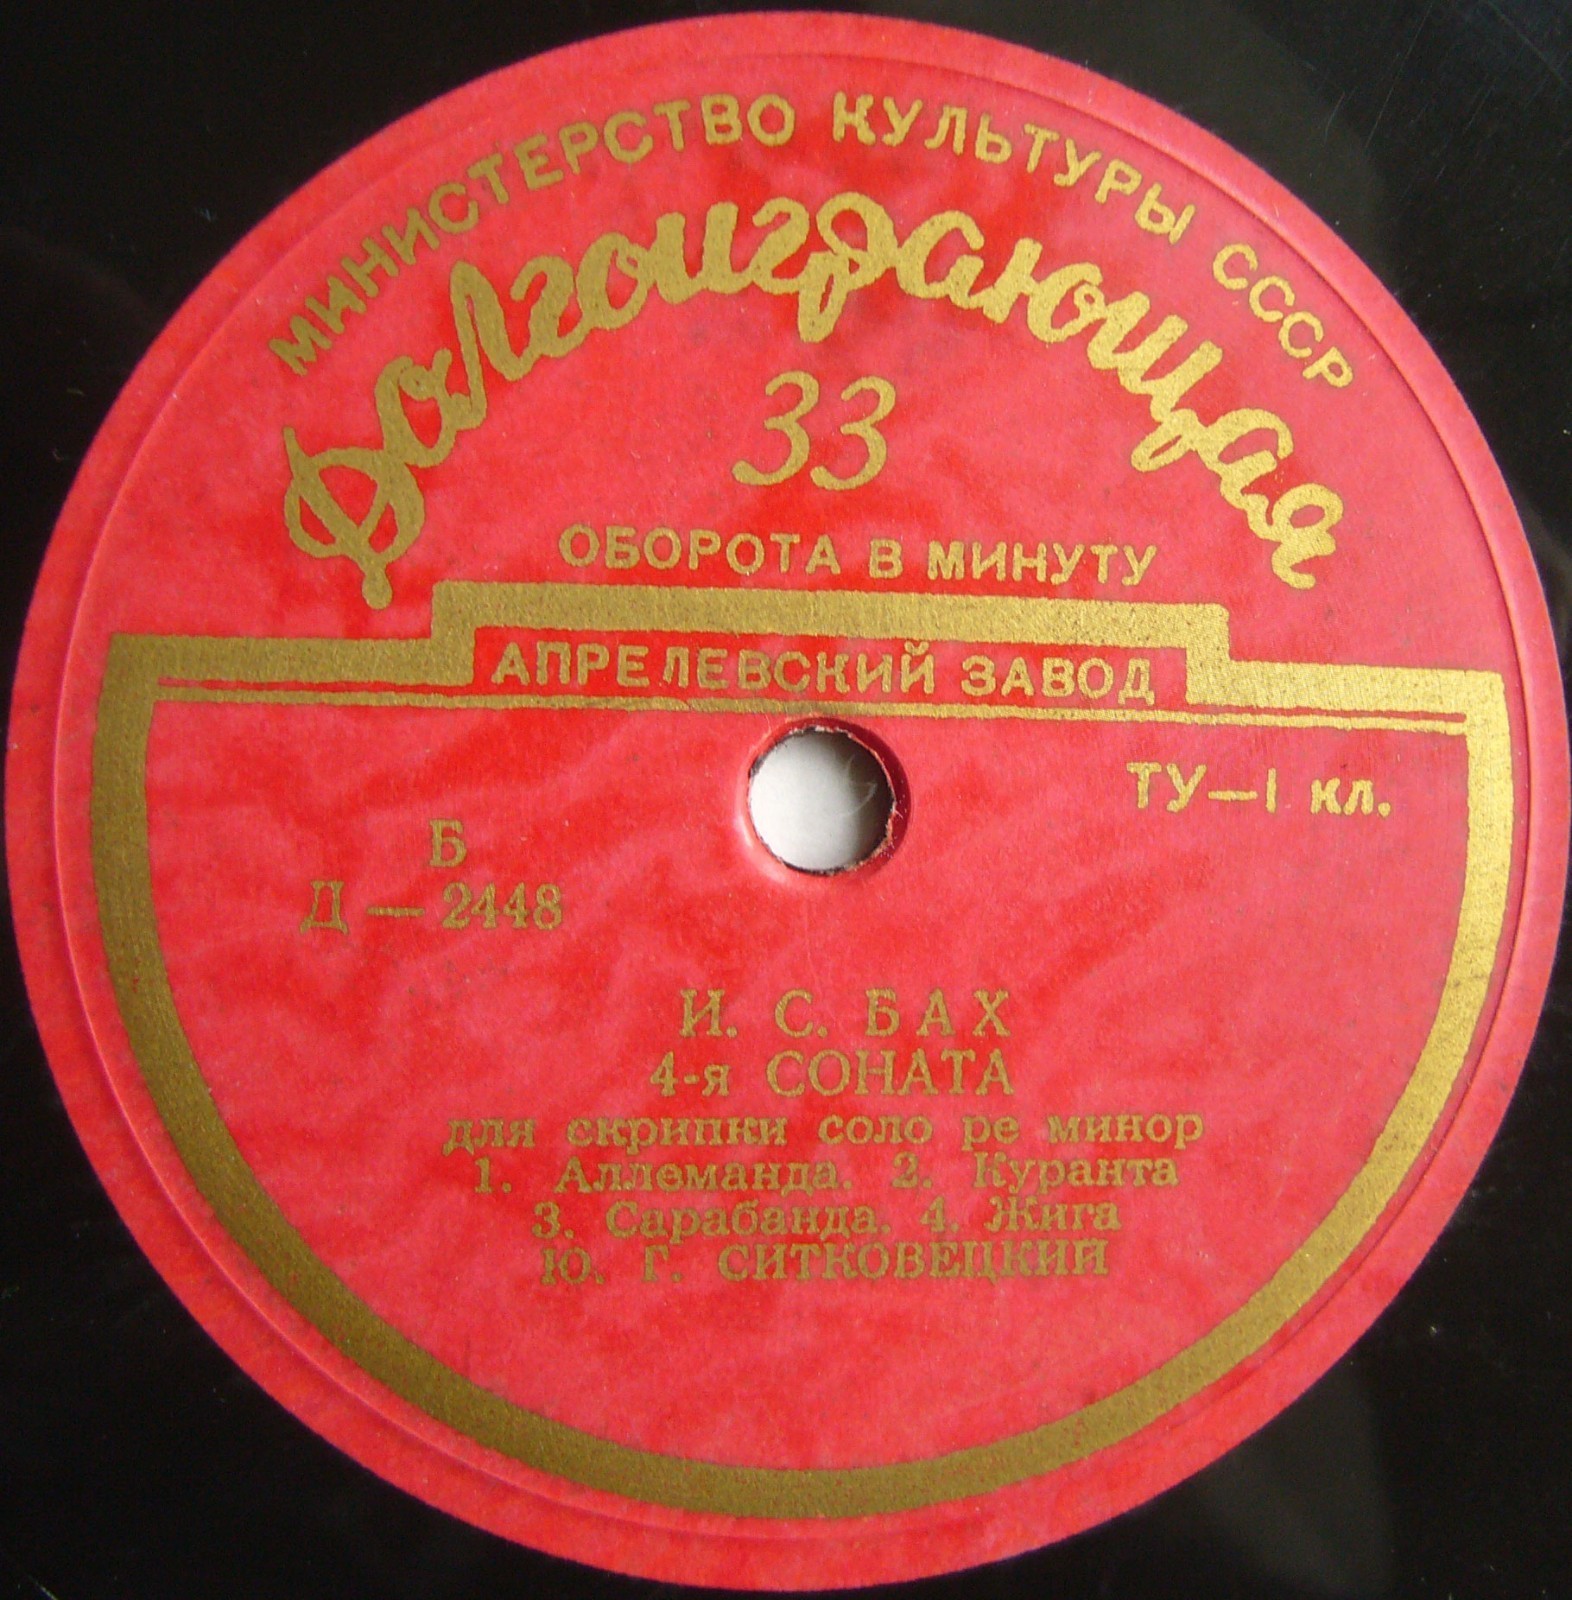 МИНИСТЕРСТВО КУЛЬТУРЫ СССР
Долгоиграющая
33
ОБОРОТА В МИНУТУ
АПРЕЛЕВСКИЙ ЗАВОД
ТУ—I кл.
Б
Д — 2448
И. С. БАХ
4-я СОНАТА
для скрипки соло ре минор
1. Аллеманда. 2. Куранта
3. Сарабанда. 4. Жига
Ю. Г. СИТКОВЕЦКИЙ